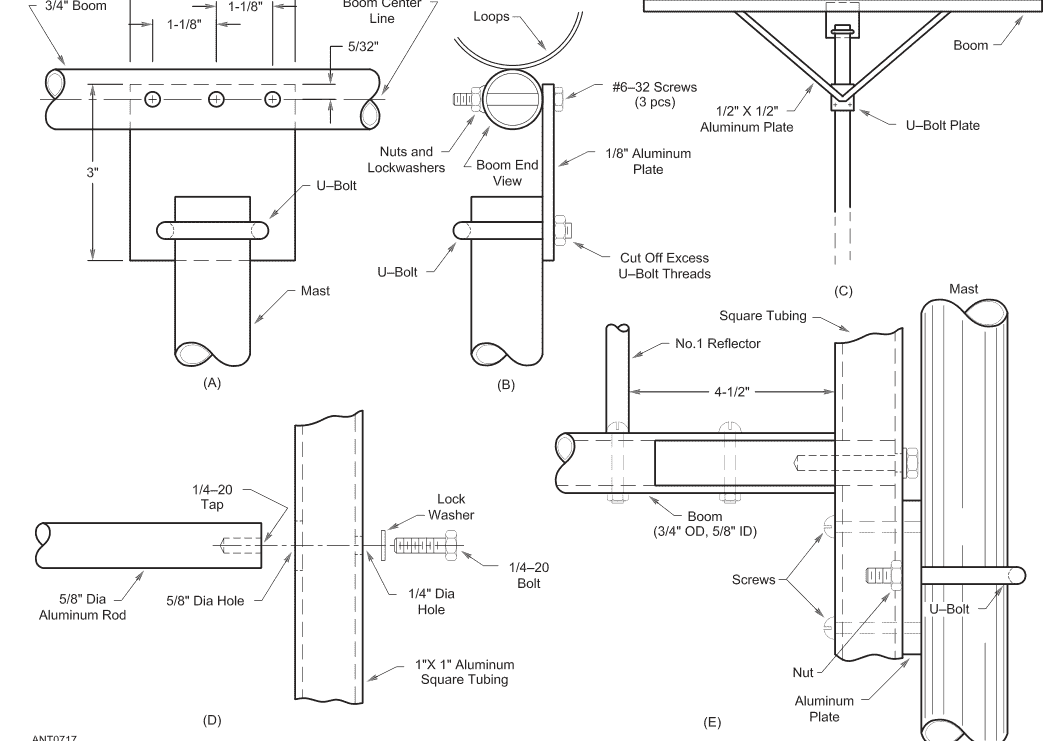 3/4" Boom
1-1/8"
1-1/8"
Boom Center
Line
5/32"
3"
U–Bolt
Mast
(A)
Loops
#6–32 Screws
(3 pcs)
Nuts and
Lockwashers
Boom End
View
1/8" Aluminum
Plate
U–Bolt
Cut Off Excess
U–Bolt Threads
(B)
Boom
1/2" X 1/2"
Aluminum Plate
U–Bolt Plate
(C)
1/4–20
Tap
Lock
Washer
5/8" Dia
Aluminum Rod
5/8" Dia Hole
1/4" Dia
Hole
1/4–20
Bolt
1"X 1" Aluminum
Square Tubing
(D)
Mast
Square Tubing
No.1 Reflector
4-1/2"
Boom
(3/4" OD, 5/8" ID)
Screws
U–Bolt
Nut
Aluminum
Plate
(E)
ANT0717